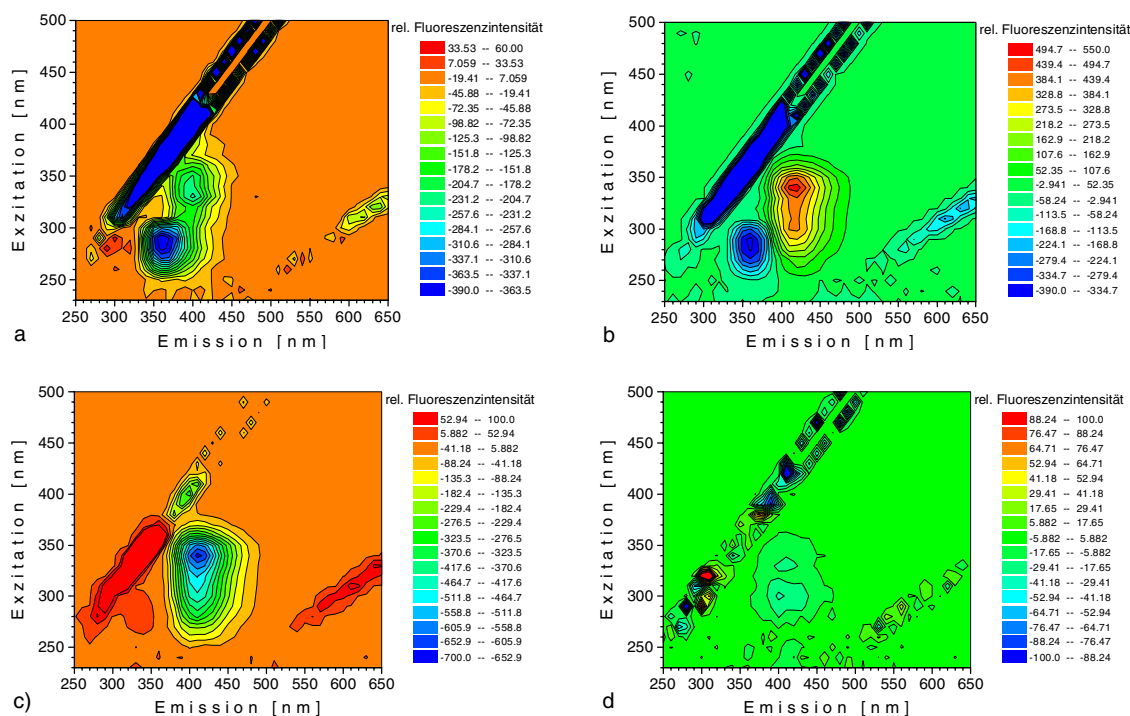 rel. Fluoreszenzintensität
33.53 -- 60.00
7.059 -- 33.53
-19.41 -- 7.059
-45.88 -- -19.41
-72.35 -- -45.88
-98.82 -- -72.35
-125.3 -- -98.82
-151.8 -- -125.3
-178.2 -- -151.8
-204.7 -- -178.2
-231.2 -- -204.7
-257.6 -- -231.2
-284.1 -- -257.6
-310.6 -- -284.1
-337.1 -- -310.6
-363.5 -- -337.1
-390.0 -- -363.5
500
450
400
350
300
250
Exzitation [nm]
250 300 350 400 450 500 550 600 650
Emission [nm]
a
rel. Fluoreszenzintensität
494.7 -- 550.0
439.4 -- 494.7
384.1 -- 439.4
328.8 -- 384.1
273.5 -- 328.8
218.2 -- 273.5
162.9 -- 218.2
107.6 -- 162.9
52.35 -- 107.6
-2.941 -- 52.35
-58.24 -- -2.941
-113.5 -- -58.24
-168.8 -- -113.5
-224.1 -- -168.8
-279.4 -- -224.1
-334.7 -- -279.4
-390.0 -- -334.7
500
450
400
350
300
250
Exzitation [nm]
250 300 350 400 450 500 550 600 650
Emission [nm]
b
rel. Fluoreszenzintensität
52.94 -- 100.0
5.882 -- 52.94
-41.18 -- 5.882
-88.24 -- -41.18
-135.3 -- -88.24
-182.4 -- -135.3
-229.4 -- -182.4
-276.5 -- -229.4
-323.5 -- -276.5
-370.6 -- -323.5
-417.6 -- -370.6
-464.7 -- -417.6
-511.8 -- -464.7
-558.8 -- -511.8
-605.9 -- -558.8
-652.9 -- -605.9
-700.0 -- -652.9
500
450
400
350
300
250
Exzitation [nm]
250 300 350 400 450 500 550 600 650
Emission [nm]
c)
rel. Fluoreszenzintensität
88.24 -- 100.0
76.47 -- 88.24
64.71 -- 76.47
52.94 -- 64.71
41.18 -- 52.94
29.41 -- 41.18
17.65 -- 29.41
5.882 -- 17.65
-5.882 -- 5.882
-17.65 -- -5.882
-29.41 -- -17.65
-41.18 -- -29.41
-52.94 -- -41.18
-64.71 -- -52.94
-76.47 -- -64.71
-88.24 -- -76.47
-100.0 -- -88.24
500
450
400
350
300
250
Exzitation [nm]
250 300 350 400 450 500 550 600 650
Emission [nm]
d